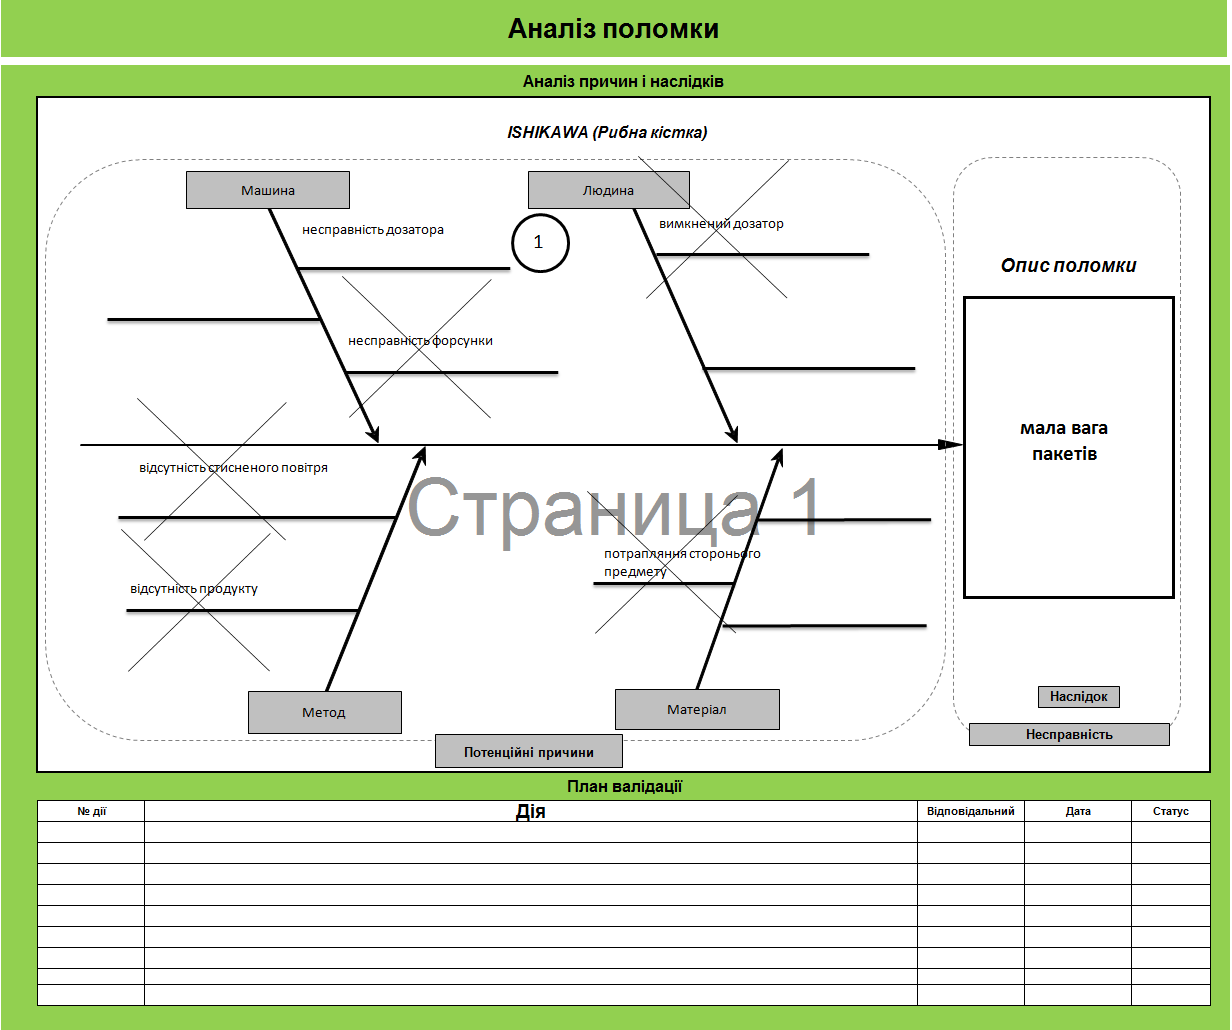 Аналіз поломки
Аналіз причин і наслідків
ISHIKAWA (Рибна кістка)
Машина
Людина
несправність дозатора
1
вимкнений дозатор
Опис поломки
несправність форсунки
мала вага
пакетів
відсутність стисненого повітря
Страница 1
потрапляння стороннього
предмету
відсутність продукту
Метод
Матеріал
Наслідок
Несправність
Потенційні причини
План валідації
№ дії
Дія
Відповідальний
Дата
Статус